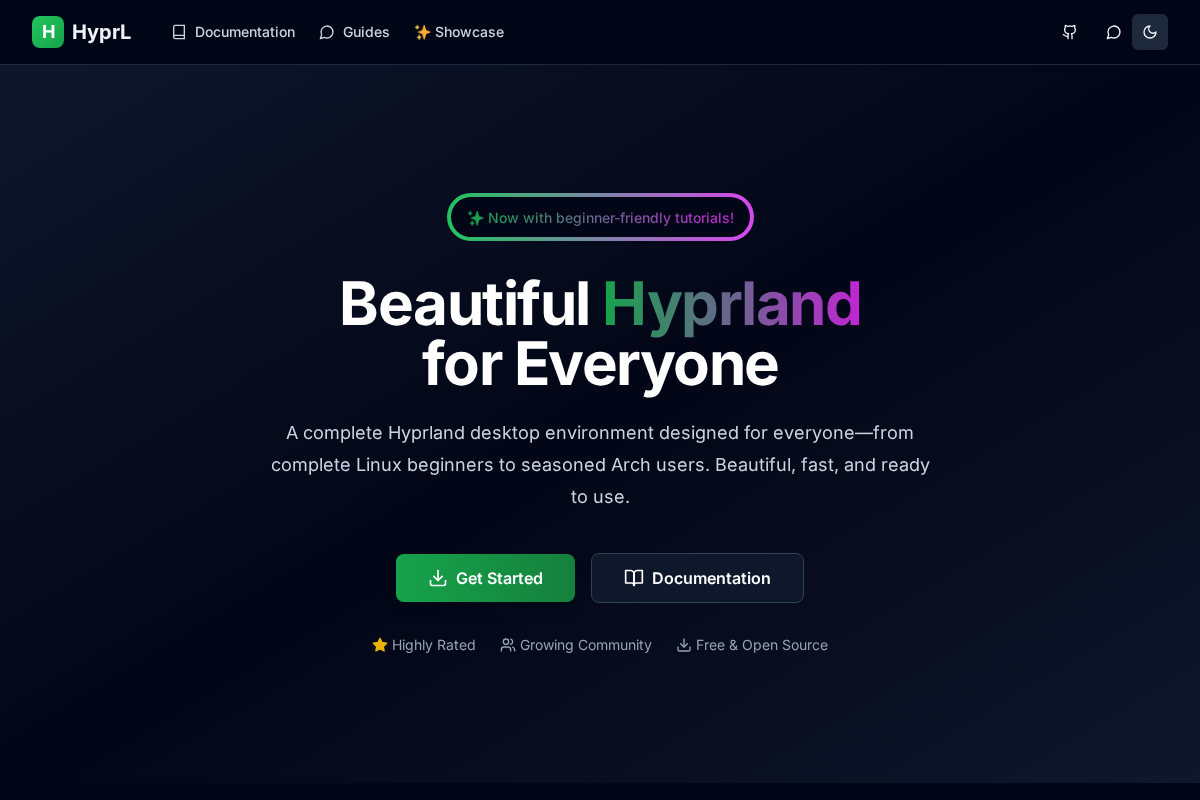 H HyprL Documentation Guides ✨ Showcase
✨ Now with beginner-friendly tutorials!
Beautiful Hyprland
for Everyone
A complete Hyprland desktop environment designed for everyone—from
complete Linux beginners to seasoned Arch users. Beautiful, fast, and ready
to use.
Get Started Documentation
Highly Rated Growing Community Free & Open Source